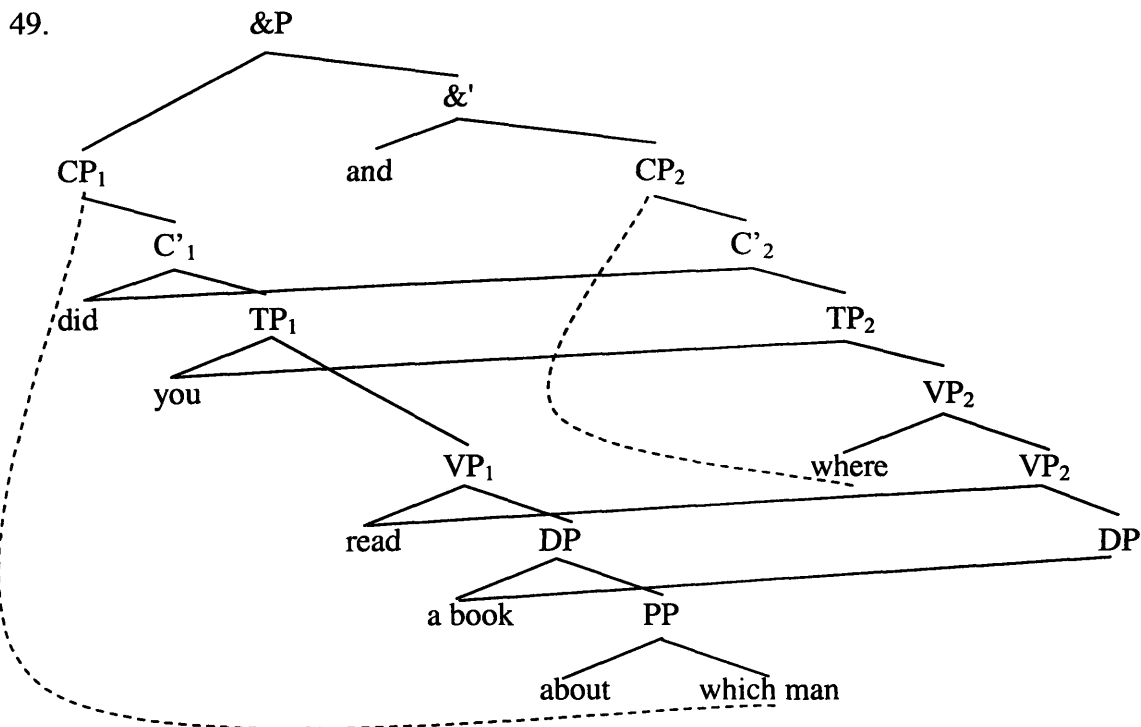 49. &P
&'
CP₁ and CP₂
C’₁ C’₂
did TP₁ TP₂
you VP₂
VP₁ where VP₂
read DP DP
a book PP
about which man